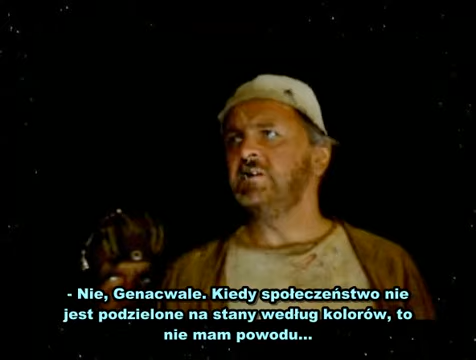 - Nie, Genacwale. Kiedy społeczeństwo nie
jest podzielone na stany według kolorów, to
nie mam powodu...